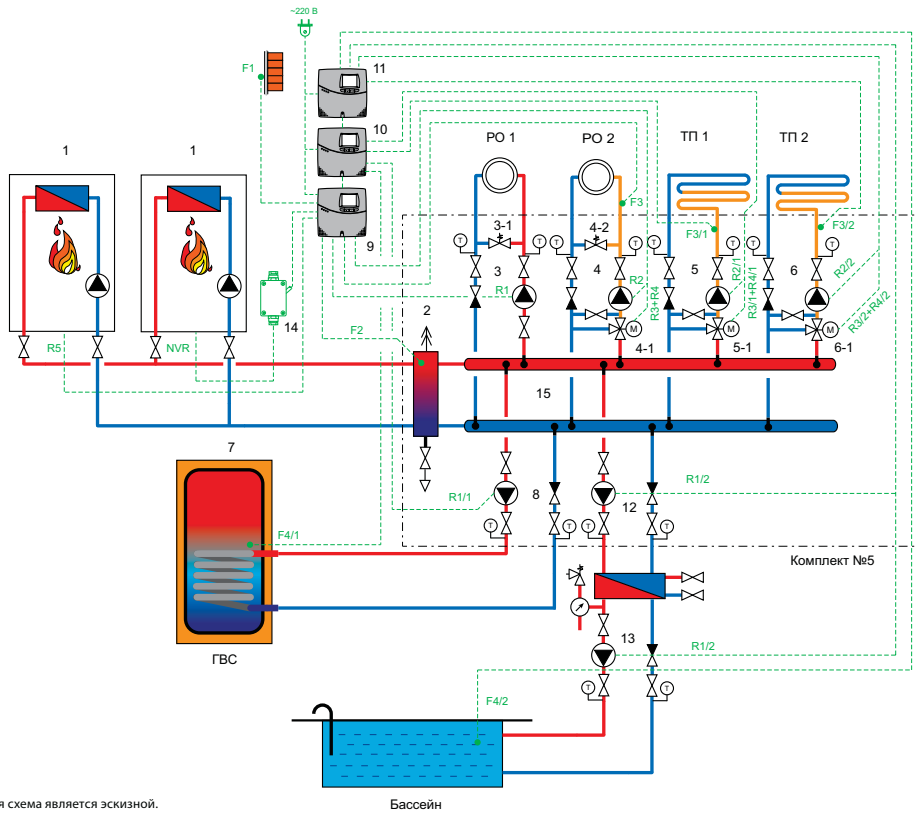 ~220 В
F1
11
10
9
1
1
РО 1
РО 2
ТП 1
ТП 2
F3
F3/1
F3/2
3-1
4-2
T
T
T
T
T
T
T
3
4
5
6
R1
R2
R3+R4
R2/1
R3/1+R4/1
R2/2
R3/2+R4/2
M
M
M
4-1
5-1
6-1
14
2
F2
R5
NVR
15
7
8
12
R1/1
R1/2
T
T
T
T
F4/1
Комплект №5
ГВС
13
R1/2
T
T
F4/2
Бассейн
я схема является эскизной.